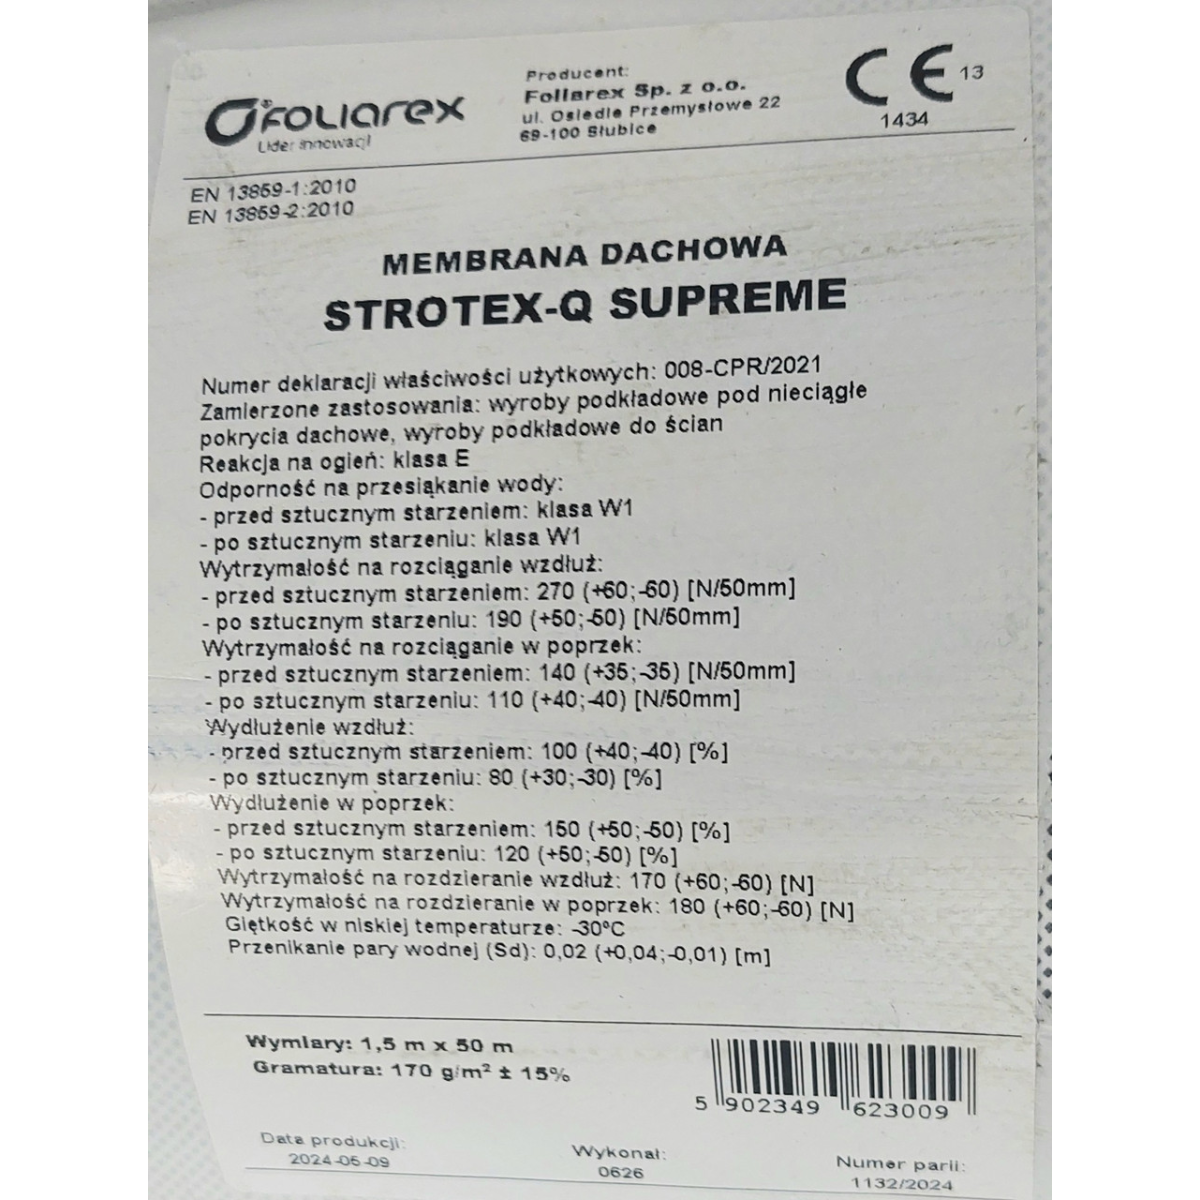 FOLIAREX
Lider innowacji
Producent:
Foliarex Sp. z o.o.
ul. Osiedle Przemysłowe 22
69-100 Słubice
CE 13
1434
EN 13859-1:2010
EN 13859-2:2010
MEMBRANA DACHOWA
STROTEX-Q SUPREME
Numer deklaracji właściwości użytkowych: 008-CPR/2021
Zamierzone zastosowania: wyroby podkładowe pod nieciągłe
pokrycia dachowe, wyroby podkładowe do ścian
Reakcja na ogień: klasa E
Odporność na przesiąkanie wody:
- przed sztucznym starzeniem: klasa W1
- po sztucznym starzeniu: klasa W1
Wytrzymałość na rozciąganie wzdłuż:
- przed sztucznym starzeniem: 270 (+60;-60) [N/50mm]
- po sztucznym starzeniu: 190 (+50;-50) [N/50mm]
Wytrzymałość na rozciąganie w poprzek:
- przed sztucznym starzeniem: 140 (+35;-35) [N/50mm]
- po sztucznym starzeniu: 110 (+40;-40) [N/50mm]
Wydłużenie wzdłuż:
- przed sztucznym starzeniem: 100 (+40;-40) [%]
- po sztucznym starzeniu: 80 (+30;-30) [%]
Wydłużenie w poprzek:
- przed sztucznym starzeniem: 150 (+50;-50) [%]
- po sztucznym starzeniu: 120 (+50;-50) [%]
Wytrzymałość na rozdzieranie wzdłuż: 170 (+60;-60) [N]
Wytrzymałość na rozdzieranie w poprzek: 180 (+60;-60) [N]
Giętkość w niskiej temperaturze: -30ºC
Przenikanie pary wodnej (Sd): 0,02 (+0,04;-0,01) [m]
Wymiary: 1,5 m x 50 m
Gramatura: 170 g/m² ± 15%
5 902349 623009
Data produkcji:
2024-05-09
Wykonał:
0626
Numer partii:
1132/2024